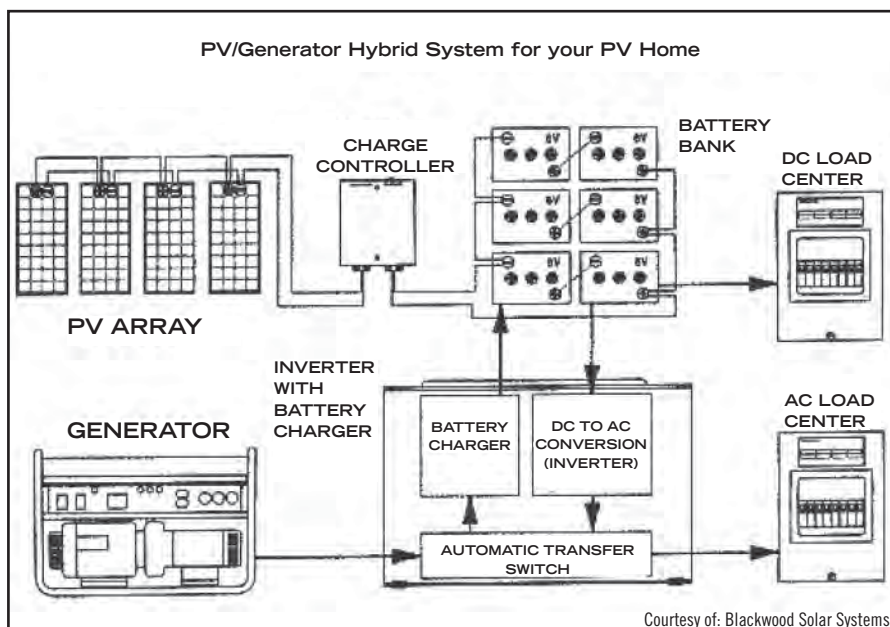 PV/Generator Hybrid System for your PV Home
CHARGE
CONTROLLER
6V
6V
BATTERY
BANK
DC LOAD
CENTER
6V
6V
6V
6V
PV ARRAY
INVERTER
WITH
BATTERY
CHARGER
BATTERY
CHARGER
DC TO AC
CONVERSION
(INVERTER)
AC LOAD
CENTER
GENERATOR
AUTOMATIC TRANSFER
SWITCH
Courtesy of: Blackwood Solar Systems